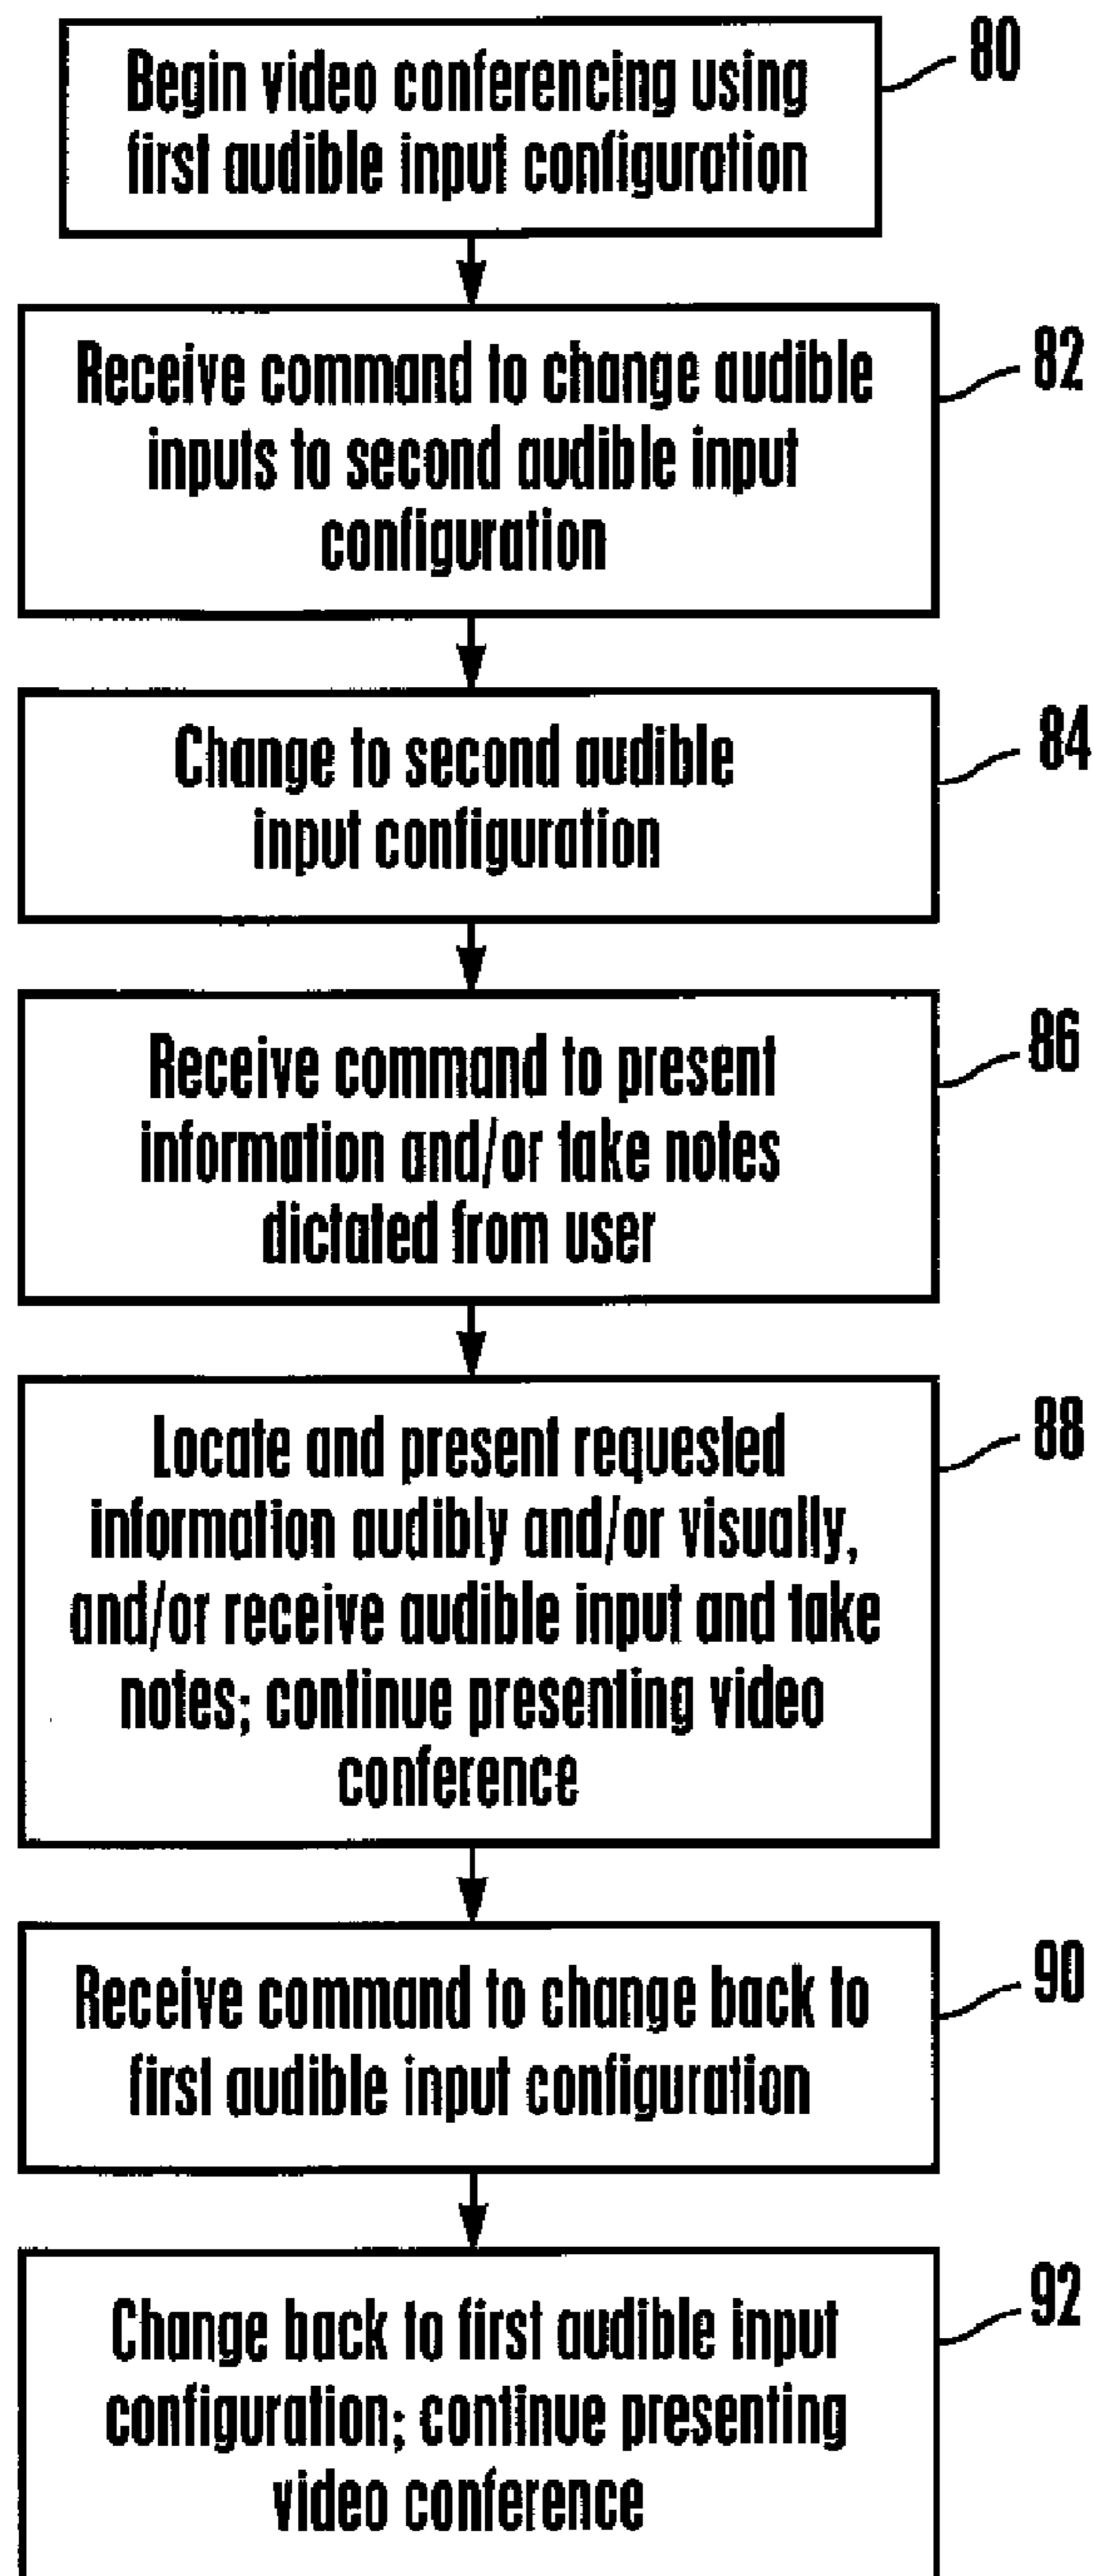 80
Begin video conferencing using
first audible input configuration
82
Receive command to change audible
inputs to second audible input
configuration
84
Change to second audible
input configuration
86
Receive command to present
information and/or take notes
dictated from user
88
Locate and present requested
information audibly and/or visually,
and/or receive audible input and take
notes; continue presenting video
conference
90
Receive command to change back to
first audible input configuration
92
Change back to first audible input
configuration; continue presenting
video conference